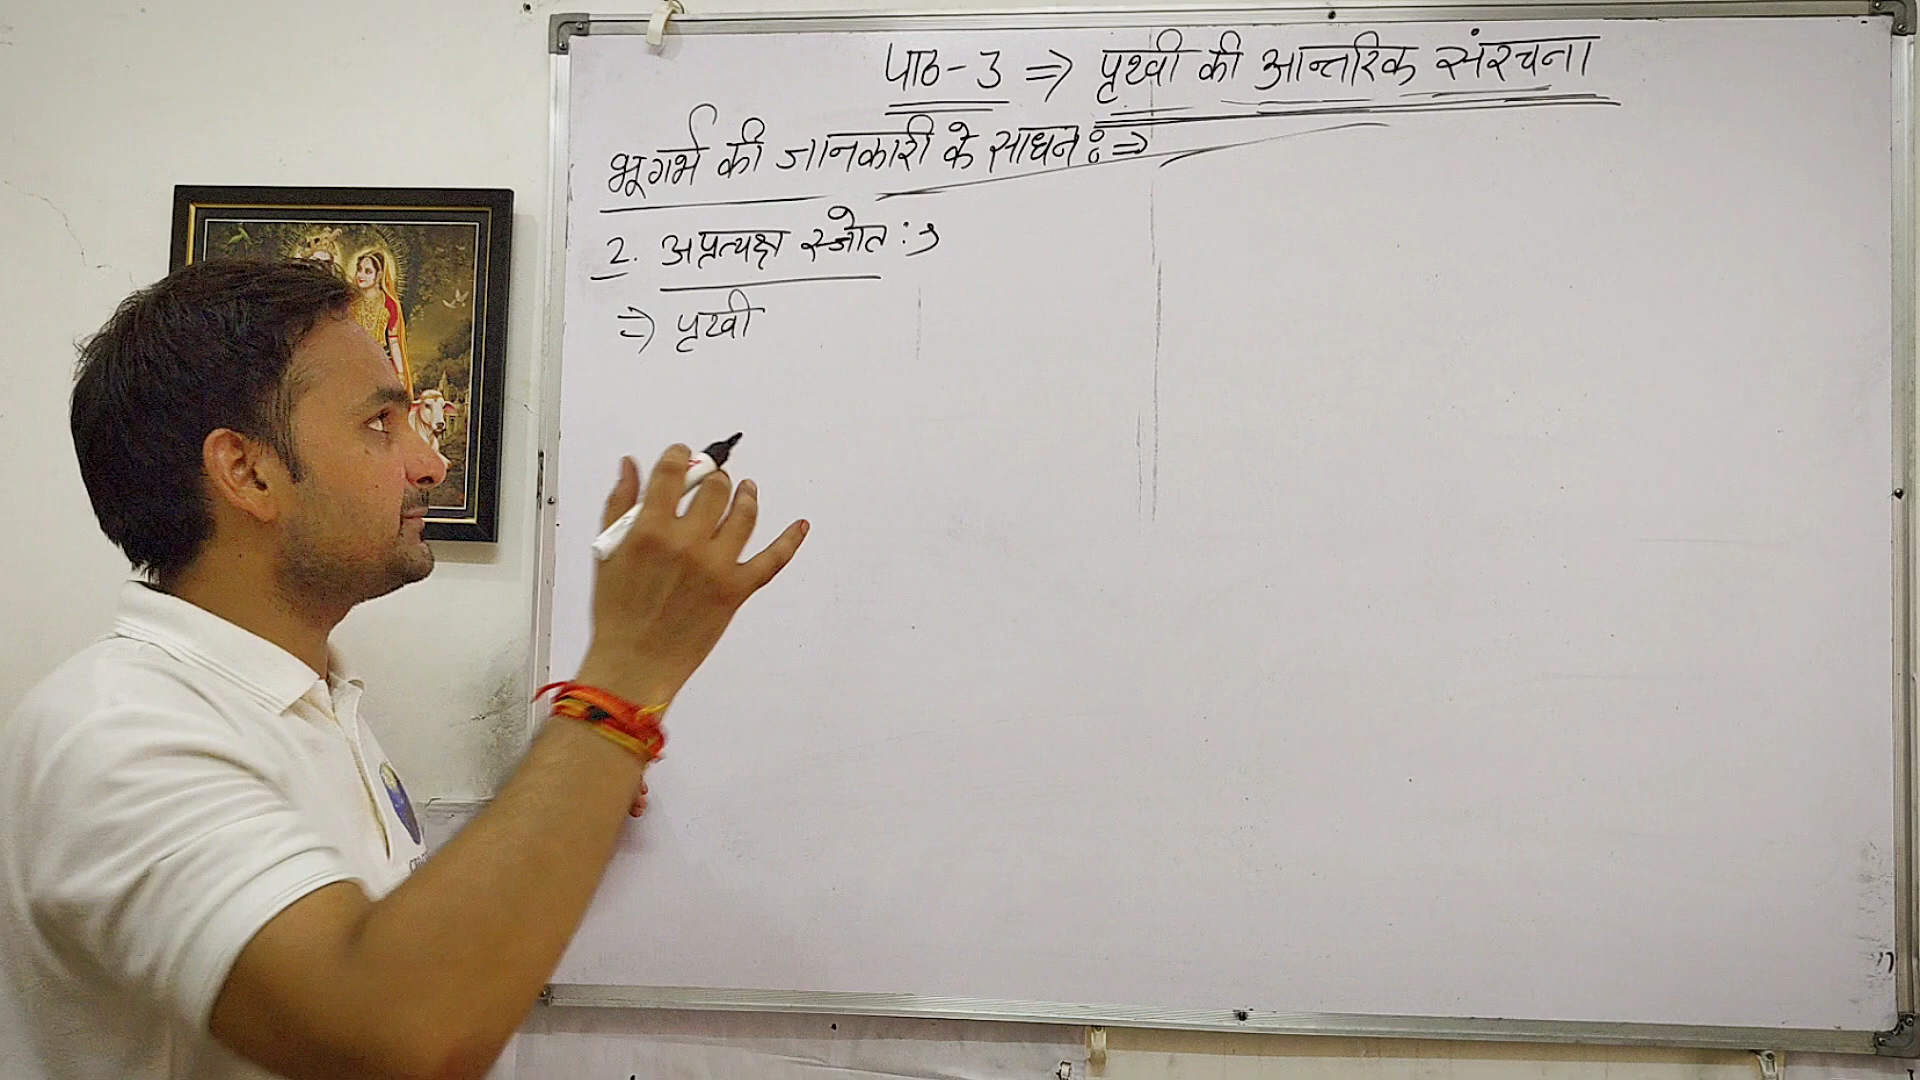 पाठ-3 ⇒ पृथ्वी की आन्तरिक संरचना
भूगर्भ की जानकारी के साधन :⇒
2. अप्रत्यक्ष स्त्रोत :⇒
⇒ पृथ्वी